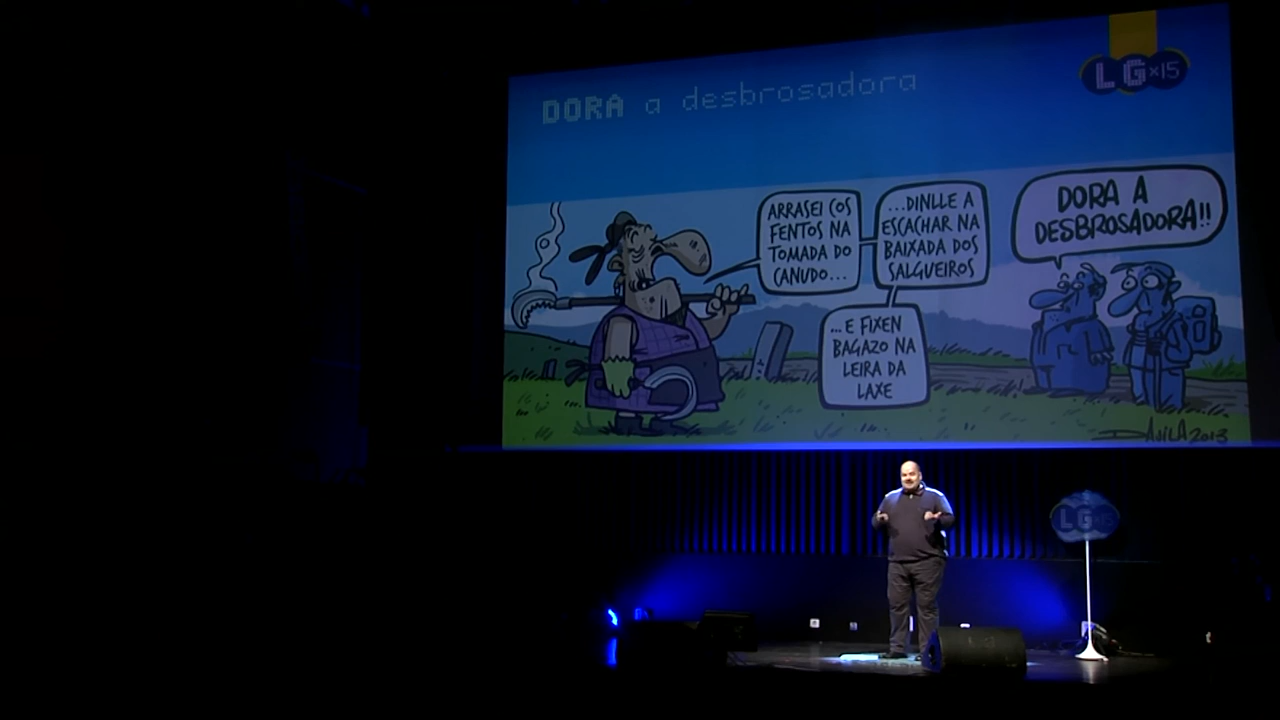 DORA a desbrosadora
LG×15
ARRASEI COS
FENTOS NA
TOMADA DO
CANUDO...
...DINLLE A
ESCACHAR NA
BAIXADA DOS
SALGUEIROS
...E FIXEN
BAGAZO NA
LEIRA DA
LAXE
DORA A
DESBROSADORA!!
DAVILA 2013
LG